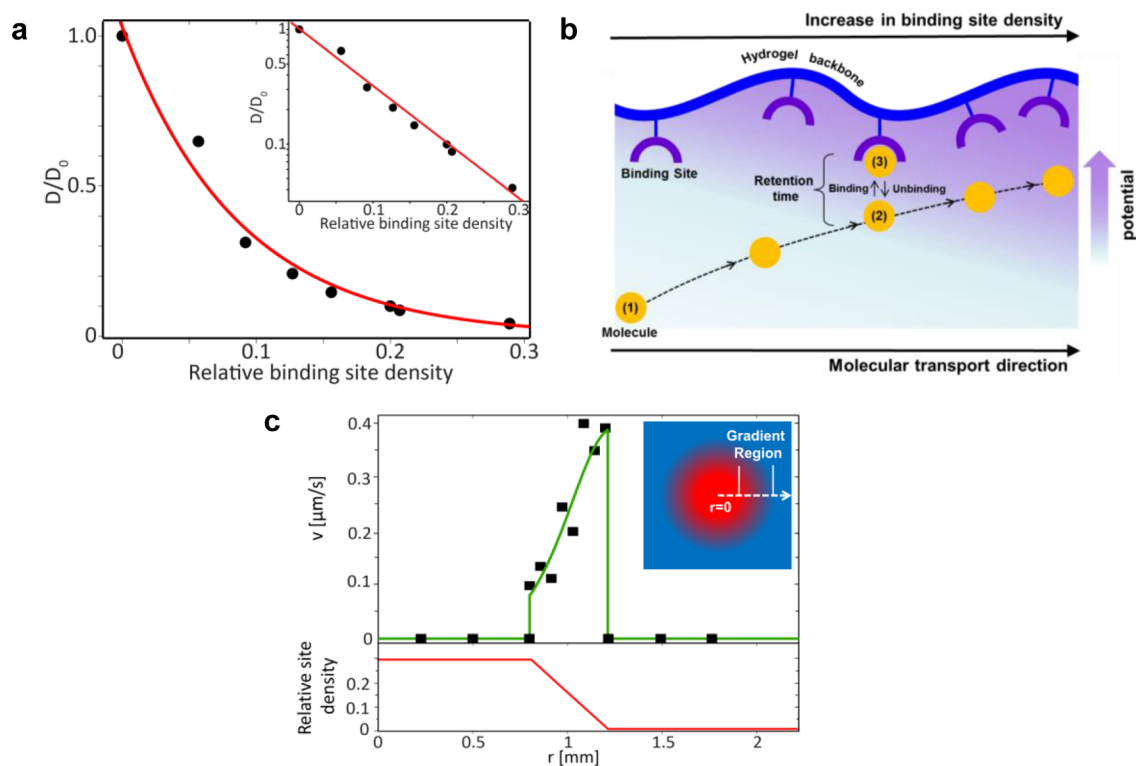 a
1.0
0.5
0
D/D0
0
0.1
0.2
0.3
Relative binding site density
1
0.5
0.1
D/D0
0
0.1
0.2
0.3
Relative binding site density
b
Increase in binding site density
Hydrogel backbone
Binding Site
Retention
time
Binding
Unbinding
(3)
(2)
(1)
Molecule
potential
Molecular transport direction
c
0.4
0.3
0.2
0.1
0
v [µm/s]
Gradient
Region
r=0
Relative site
density
0.2
0.1
0
0
0.5
1
1.5
2
r [mm]